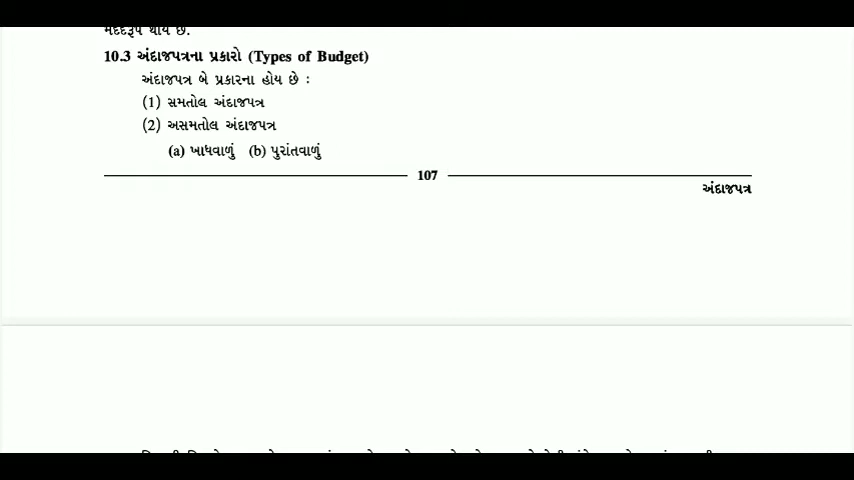 મદદરૂપ થાય છે.
10.3 અંદાજપત્રના પ્રકારો (Types of Budget)
અંદાજપત્ર બે પ્રકારના હોય છે :
(1) સમતોલ અંદાજપત્ર
(2) અસમતોલ અંદાજપત્ર
(a) ખાધવાળું (b) પુરાંતવાળું
107
અંદાજપત્ર